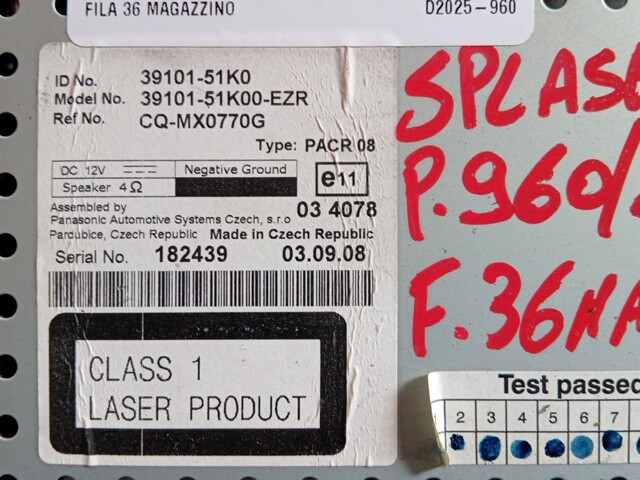 FILA 36 MAGAZZINO D2025-960
ID No. 39101-51K0
Model No. 39101-51K00-EZR
Ref No. CQ-MX0770G
Type: PACR 08
DC 12V Negative Ground
Speaker 4Ω
e11
03 4078
Assembled by
Panasonic Automotive Systems Czech, s.r.o
Pardubice, Czech Republic Made in Czech Republic
Serial No. 182439 03.09.08
CLASS 1
LASER PRODUCT
SPLAS
P.960/
F.36MA
Test passed
2 3 4 5 6 7